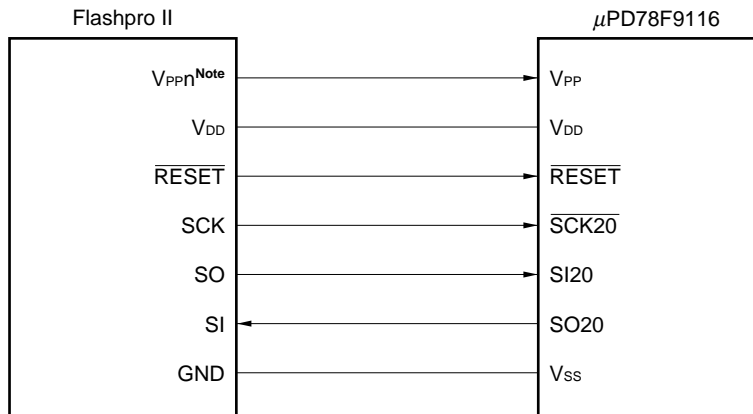 Flashpro II μPD78F9116
VPPnNote VPP
VDD VDD
RESET RESET
SCK SCK20
SO SI20
SI SO20
GND VSS